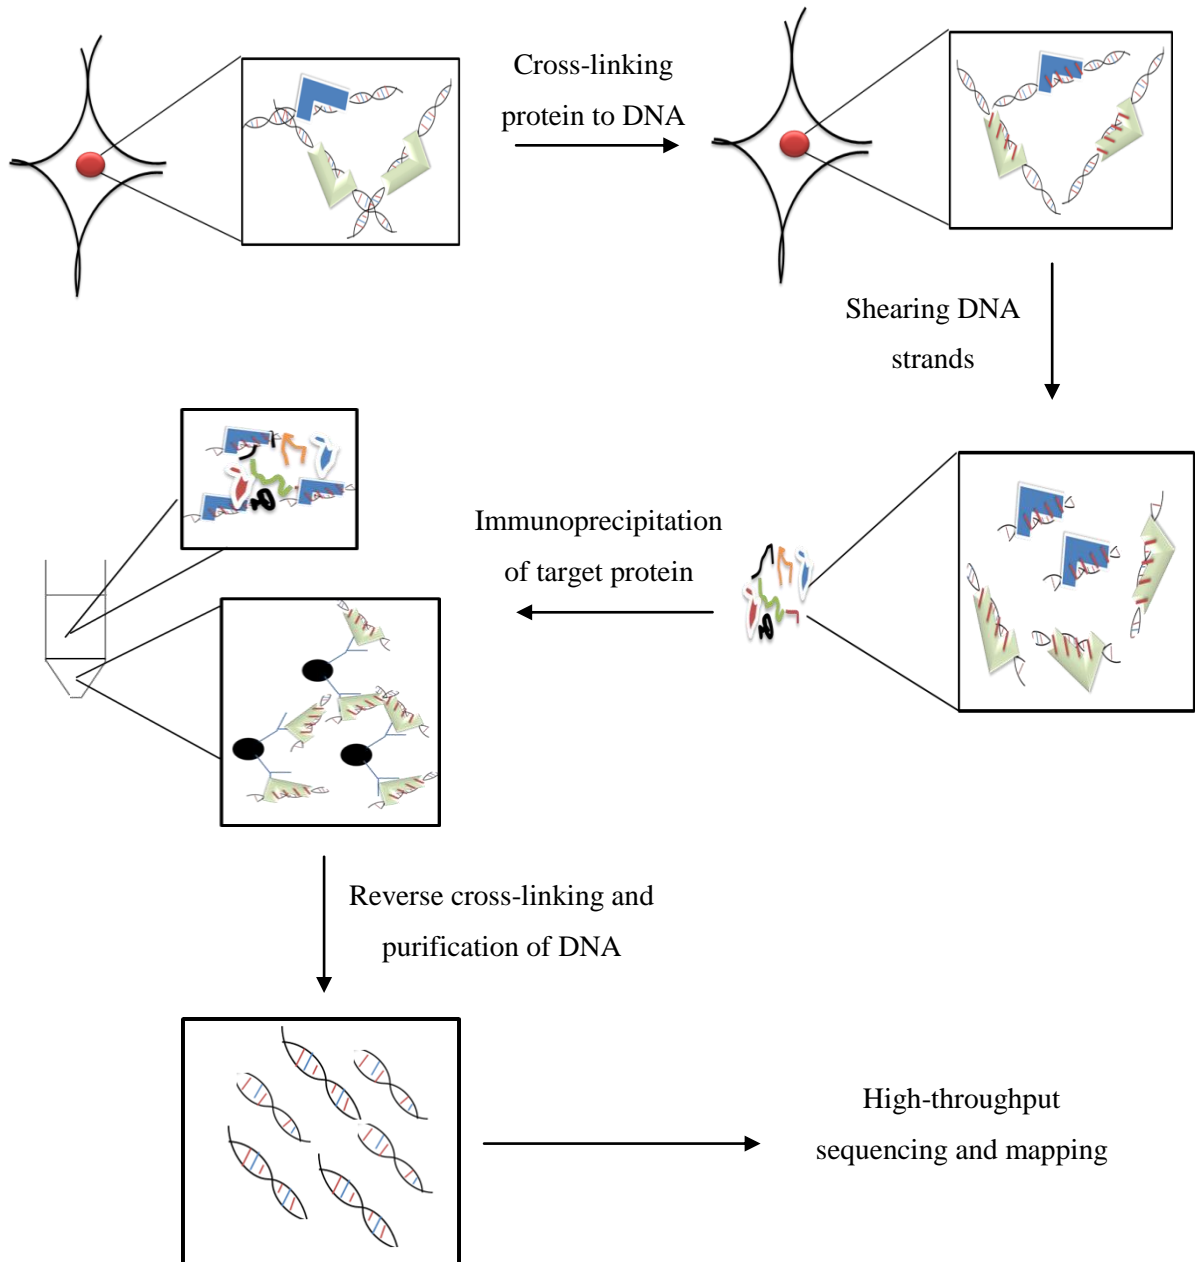 Cross-linking
protein to DNA
Shearing DNA
strands
Immunoprecipitation
of target protein
Reverse cross-linking and
purification of DNA
High-throughput
sequencing and mapping